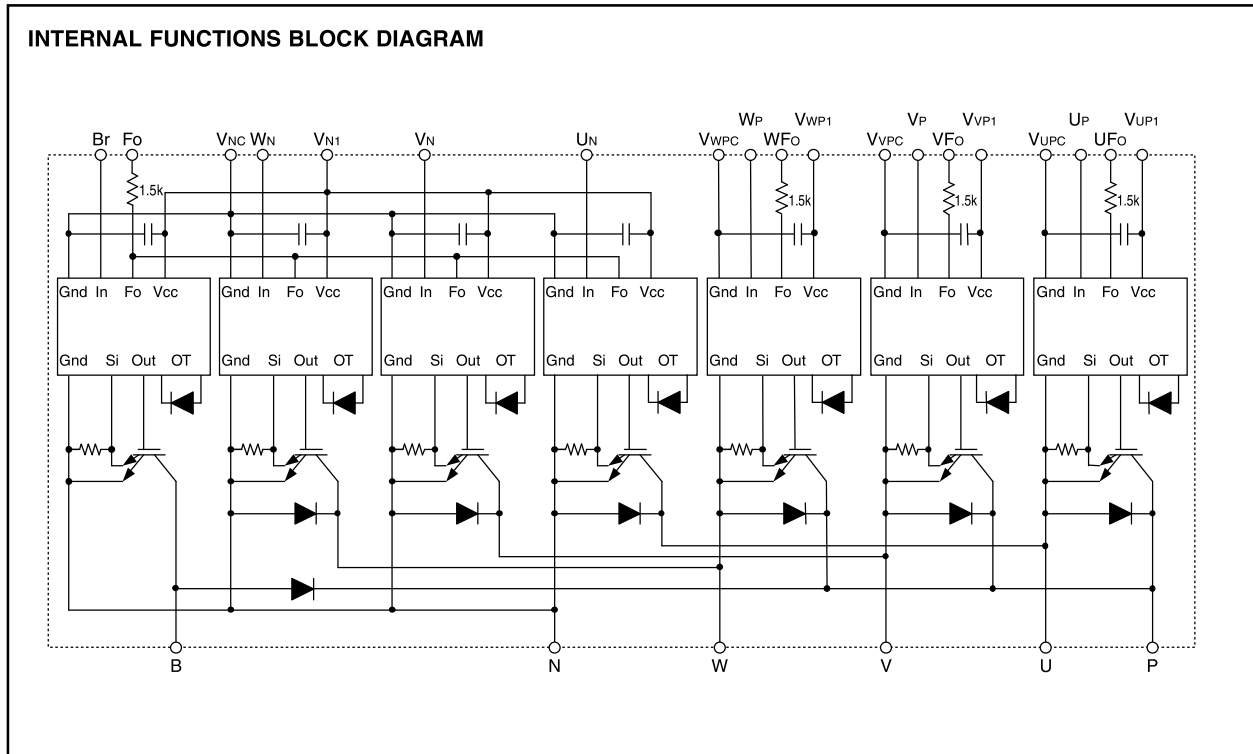 INTERNAL FUNCTIONS BLOCK DIAGRAM
WP VWP1 VP VVP1 UP VUP1
Br FO VNC WN VN1 VN UN VWPC WFO VVPC VFO VUPC UFO
1.5k 1.5k 1.5k 1.5k
Gnd In Fo Vcc Gnd In Fo Vcc Gnd In Fo Vcc Gnd In Fo Vcc Gnd In Fo Vcc Gnd In Fo Vcc Gnd In Fo Vcc
Gnd Si Out OT Gnd Si Out OT Gnd Si Out OT Gnd Si Out OT Gnd Si Out OT Gnd Si Out OT Gnd Si Out OT
B N W V U P